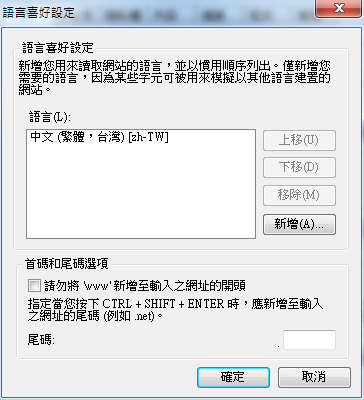 語言喜好設定
語言喜好設定
新增您用來讀取網站的語言，並以慣用順序列出。僅新增您
需要的語言，因為某些字元可被用來模擬以其他語言建置的
網站。
語言(L):
中文 (繁體，台灣) [zh-TW]
上移(U)
下移(D)
移除(M)
新增(A)...
首碼和尾碼選項
請勿將 'www' 新增至輸入之網址的開頭
指定當您按下 CTRL + SHIFT + ENTER 時，應新增至輸入
之網址的尾碼 (例如 .net)。
尾碼:
.
確定
取消